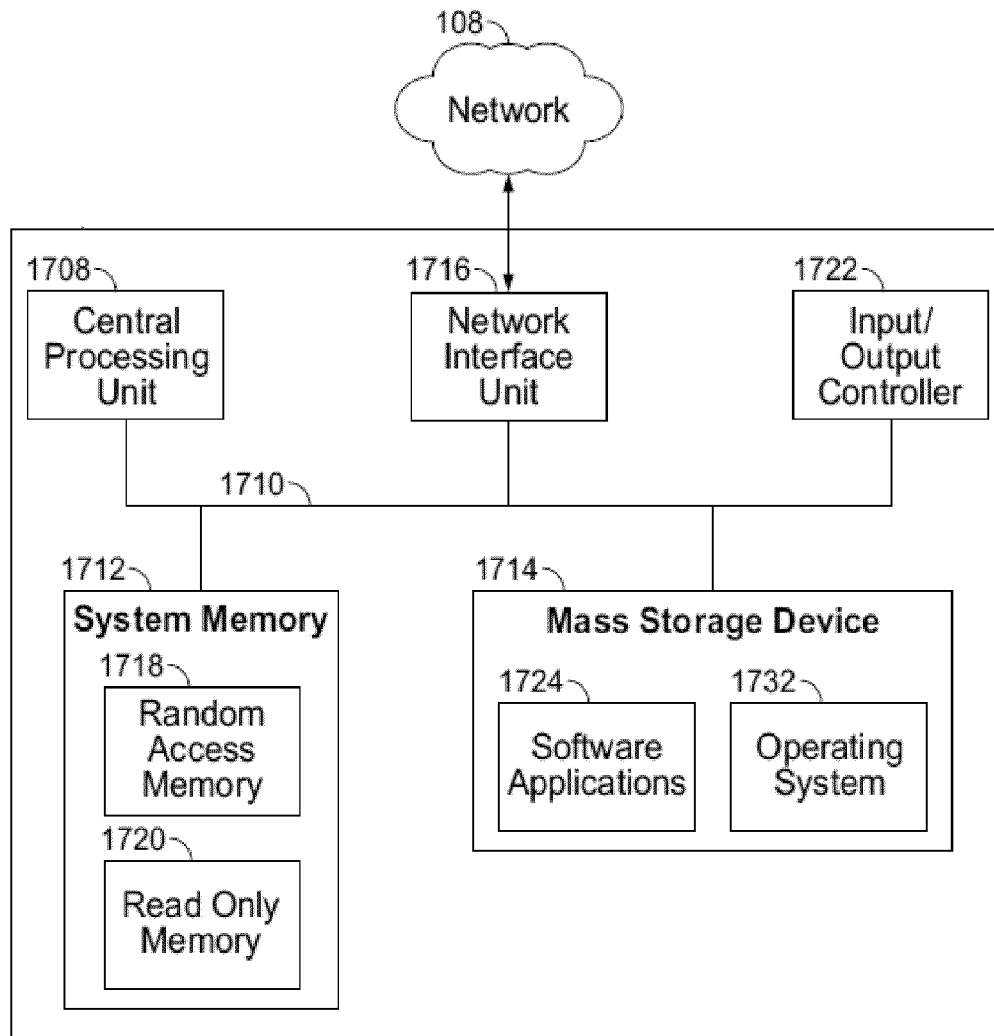 108
Network
1708
Central
Processing
Unit
1716
Network
Interface
Unit
1722
Input/
Output
Controller
1710
1712
System Memory
1718
Random
Access
Memory
1720
Read Only
Memory
1714
Mass Storage Device
1724
Software
Applications
1732
Operating
System